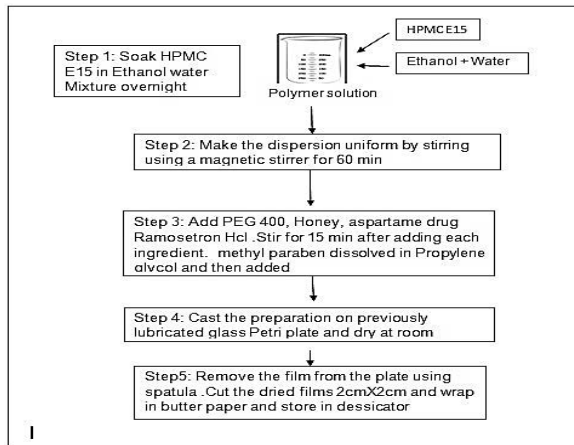 Step 1: Soak HPMC
E15 in Ethanol water
Mixture overnight
HPMCE15
Ethanol + Water
Polymer solution
Step 2: Make the dispersion uniform by stirring
using a magnetic stirrer for 60 min
Step 3: Add PEG 400, Honey, aspartame drug
Ramosetron Hcl .Stir for 15 min after adding each
ingredient. methyl paraben dissolved in Propylene
glycol and then added
Step 4: Cast the preparation on previously
lubricated glass Petri plate and dry at room
Step5: Remove the film from the plate using
spatula .Cut the dried films 2cmX2cm and wrap
in butter paper and store in dessicator
I